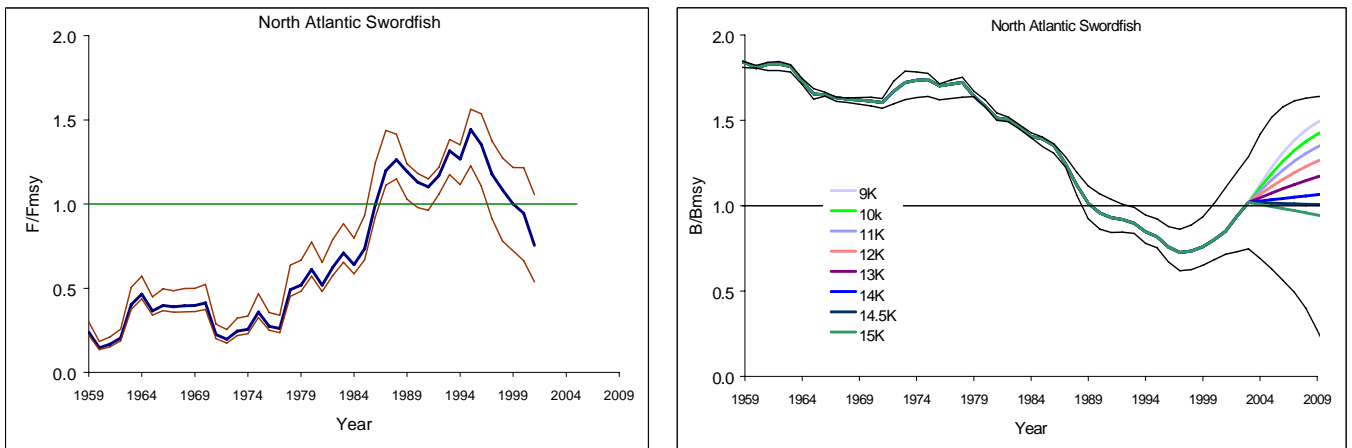 North Atlantic Swordfish
2.0
1.5
1.0
0.5
0.0
F/Fmsy
1959 1964 1969 1974 1979 1984 1989 1994 1999 2004 2009
Year
North Atlantic Swordfish
2.0
1.5
1.0
0.5
0.0
B/Bmsy
9K
10k
11K
12K
13K
14K
14.5K
15K
1959 1964 1969 1974 1979 1984 1989 1994 1999 2004 2009
Year